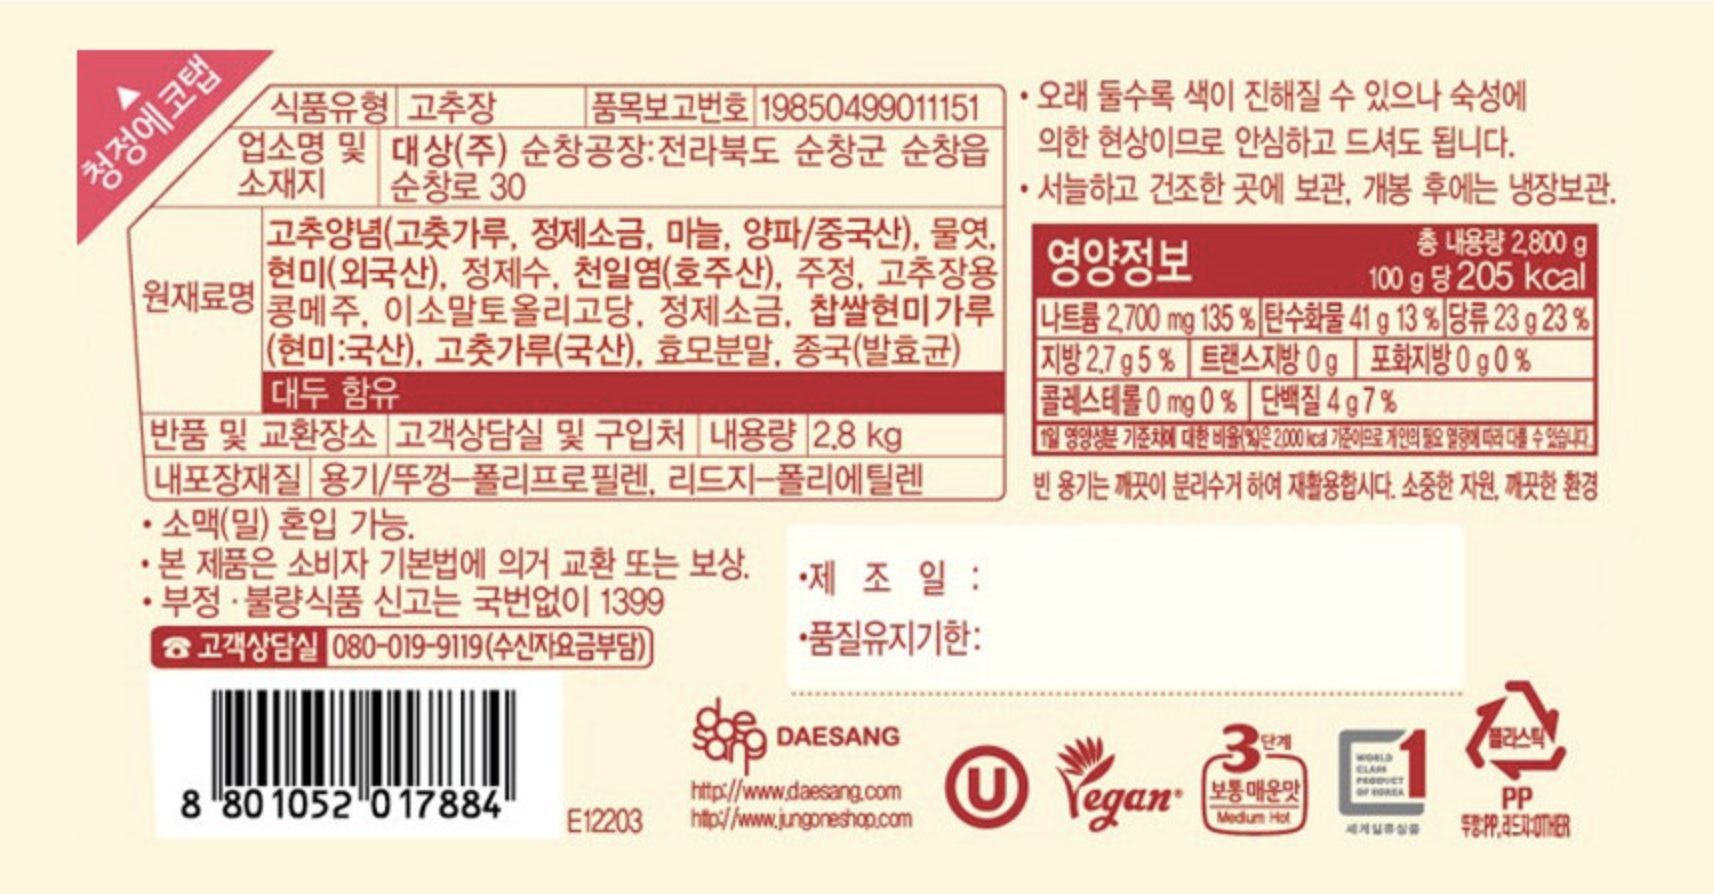 ▲ 청정에코탭
식품유형 고추장 품목보고번호 19850499011151
업소명 및 소재지 대상(주) 순창공장:전라북도 순창군 순창읍
순창로 30
원재료명
고추양념(고춧가루, 정제소금, 마늘, 양파/중국산), 물엿,
현미(외국산), 정제수, 천일염(호주산), 주정, 고추장용
콩메주, 이소말토올리고당, 정제소금, 찹쌀현미가루
(현미:국산), 고춧가루(국산), 효모분말, 종국(발효균)
대두 함유
반품 및 교환장소 고객상담실 및 구입처 내용량 2.8 kg
내포장재질 용기/뚜껑-폴리프로필렌, 리드지-폴리에틸렌
• 소맥(밀) 혼입 가능.
• 본 제품은 소비자 기본법에 의거 교환 또는 보상.
• 부정·불량식품 신고는 국번없이 1399
☎ 고객상담실 080-019-9119(수신자요금부담)
8 801052 017884
E12203
• 오래 둘수록 색이 진해질 수 있으나 숙성에
의한 현상이므로 안심하고 드셔도 됩니다.
• 서늘하고 건조한 곳에 보관, 개봉 후에는 냉장보관.
영양정보
총 내용량 2,800 g
100 g 당 205 kcal
나트륨 2,700 mg 135 % 탄수화물 41 g 13 % 당류 23 g 23 %
지방 2.7 g 5 % 트랜스지방 0 g 포화지방 0 g 0 %
콜레스테롤 0 mg 0 % 단백질 4 g 7 %
1일 영양성분 기준치에 대한 비율(%)은 2,000 kcal 기준이므로 개인의 필요 열량에 따라 다를 수 있습니다.
빈 용기는 깨끗이 분리수거 하여 재활용합시다. 소중한 자원, 깨끗한 환경
•제 조 일 :
•품질유지기한:
daesang DAESANG
http://www.daesang.com
http://www.jungoneshop.com
U
Vegan®
3단계
보통 매운맛
Medium Hot
WORLD
CLASS
PRODUCT
OF KOREA
1
세계일류상품
플라스틱
PP
뚜껑:PP, 리드지:OTHER